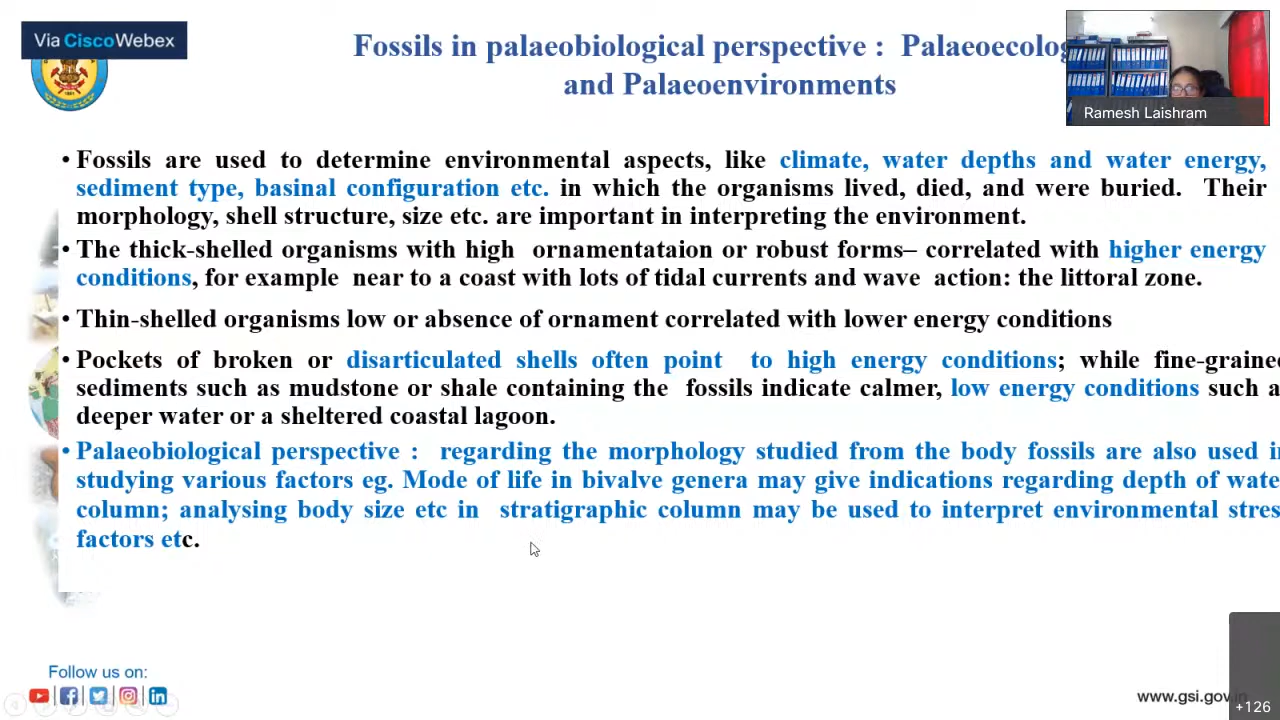 Via Cisco Webex
Fossils in palaeobiological perspective : Palaeoecolog
and Palaeoenvironments
Ramesh Laishram
• Fossils are used to determine environmental aspects, like climate, water depths and water energy,
sediment type, basinal configuration etc. in which the organisms lived, died, and were buried. Their
morphology, shell structure, size etc. are important in interpreting the environment.
• The thick-shelled organisms with high ornamentataion or robust forms– correlated with higher energy
conditions, for example near to a coast with lots of tidal currents and wave action: the littoral zone.
• Thin-shelled organisms low or absence of ornament correlated with lower energy conditions
• Pockets of broken or disarticulated shells often point to high energy conditions; while fine-graine
sediments such as mudstone or shale containing the fossils indicate calmer, low energy conditions such a
deeper water or a sheltered coastal lagoon.
• Palaeobiological perspective : regarding the morphology studied from the body fossils are also used i
studying various factors eg. Mode of life in bivalve genera may give indications regarding depth of wate
column; analysing body size etc in stratigraphic column may be used to interpret environmental stres
factors etc.
Follow us on:
www.gsi.gov.in
+126